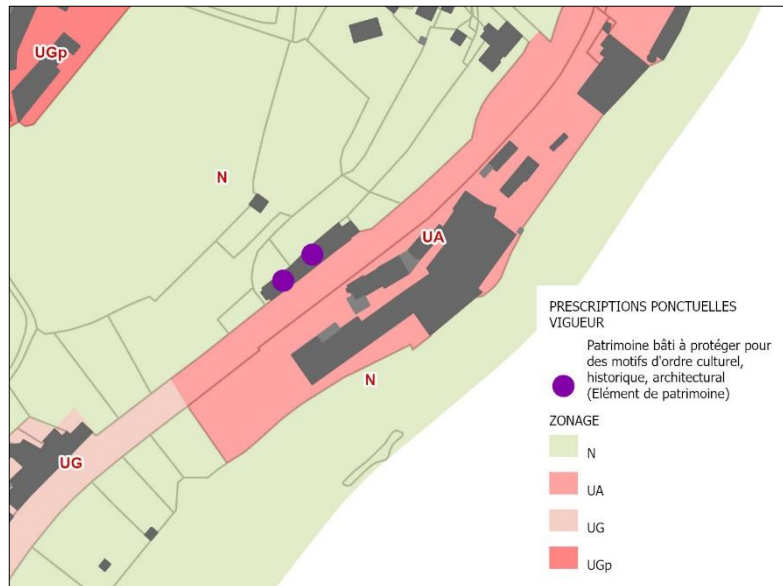 UGp
N
UA
N
UG
PRESCRIPTIONS PONCTUELLES
VIGUEUR
Patrimoine bâti à protéger pour
des motifs d'ordre culturel,
historique, architectural
(Elément de patrimoine)
ZONAGE
N
UA
UG
UGp